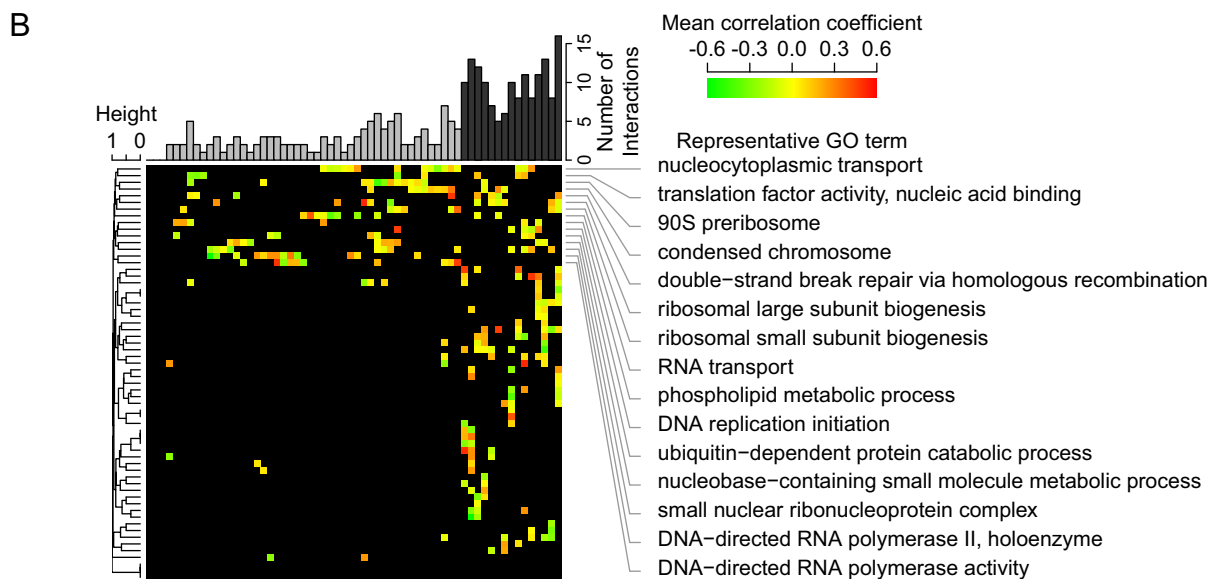 B
Mean correlation coefficient
-0.6 -0.3 0.0 0.6
Height
1 0
0 5 10 15
Number of
Interactions
Representative GO term
nucleocytoplasmic transport
translation factor activity, nucleic acid binding
90S preribosome
condensed chromosome
double−strand break repair via homologous recombination
ribosomal large subunit biogenesis
ribosomal small subunit biogenesis
RNA transport
phospholipid metabolic process
DNA replication initiation
ubiquitin−dependent protein catabolic process
nucleobase−containing small molecule metabolic process
small nuclear ribonucleoprotein complex
DNA−directed RNA polymerase II, holoenzyme
DNA−directed RNA polymerase activity